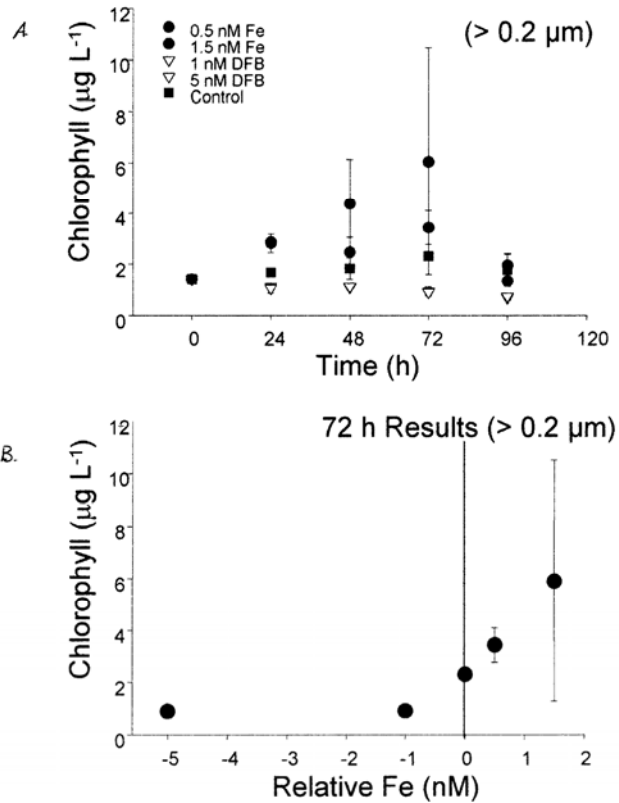 A.
(> 0.2 µm)
0.5 nM Fe
1.5 nM Fe
1 nM DFB
5 nM DFB
Control
Chlorophyll (µg L-1)
12
10
8
6
4
2
0
0 24 48 72 96 120
Time (h)
B.
72 h Results (> 0.2 µm)
Chlorophyll (µg L-1)
12
10
8
6
4
2
0
-5 -4 -3 -2 -1 0 1 2
Relative Fe (nM)